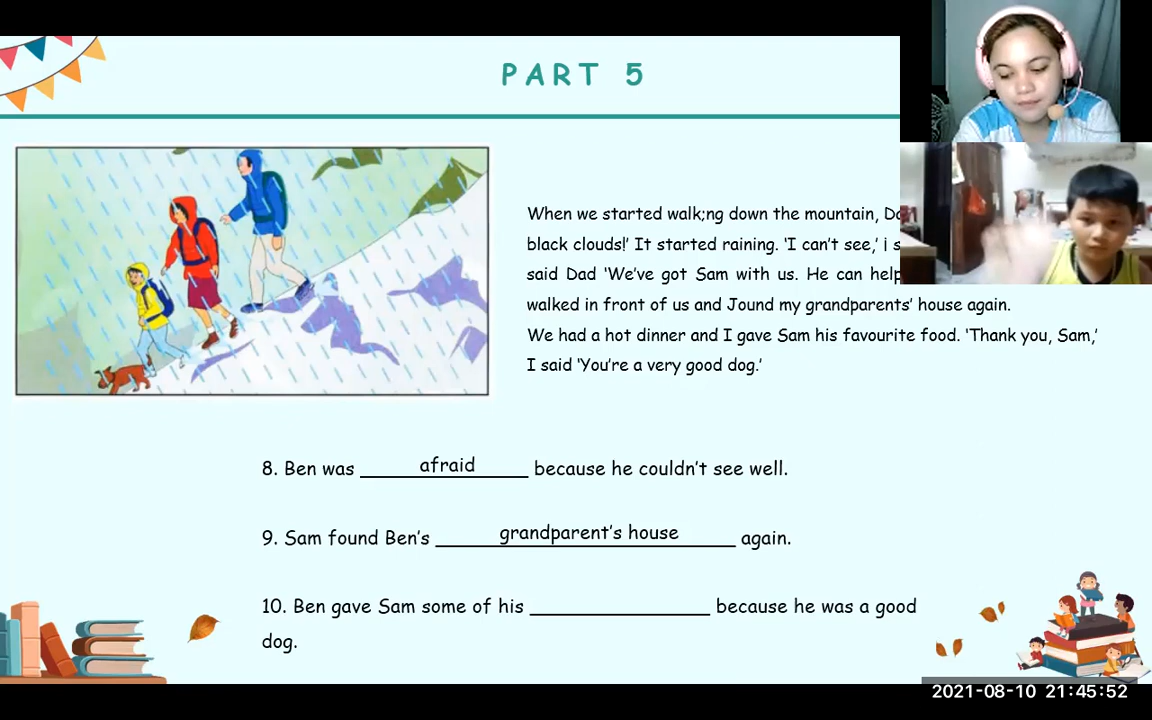 PART 5
When we started walk;ng down the mountain,
black clouds!' It started raining. 'I can't see,' i
said Dad 'We've got Sam with us. He can help
walked in front of us and Jound my grandparents' house again.
We had a hot dinner and I gave Sam his favourite food. 'Thank you, Sam,'
I said 'You're a very good dog.'
8. Ben was afraid because he couldn't see well.
9. Sam found Ben's grandparent's house again.
10. Ben gave Sam some of his ______ because he was a good
dog.
2021-08-10 21:45:52